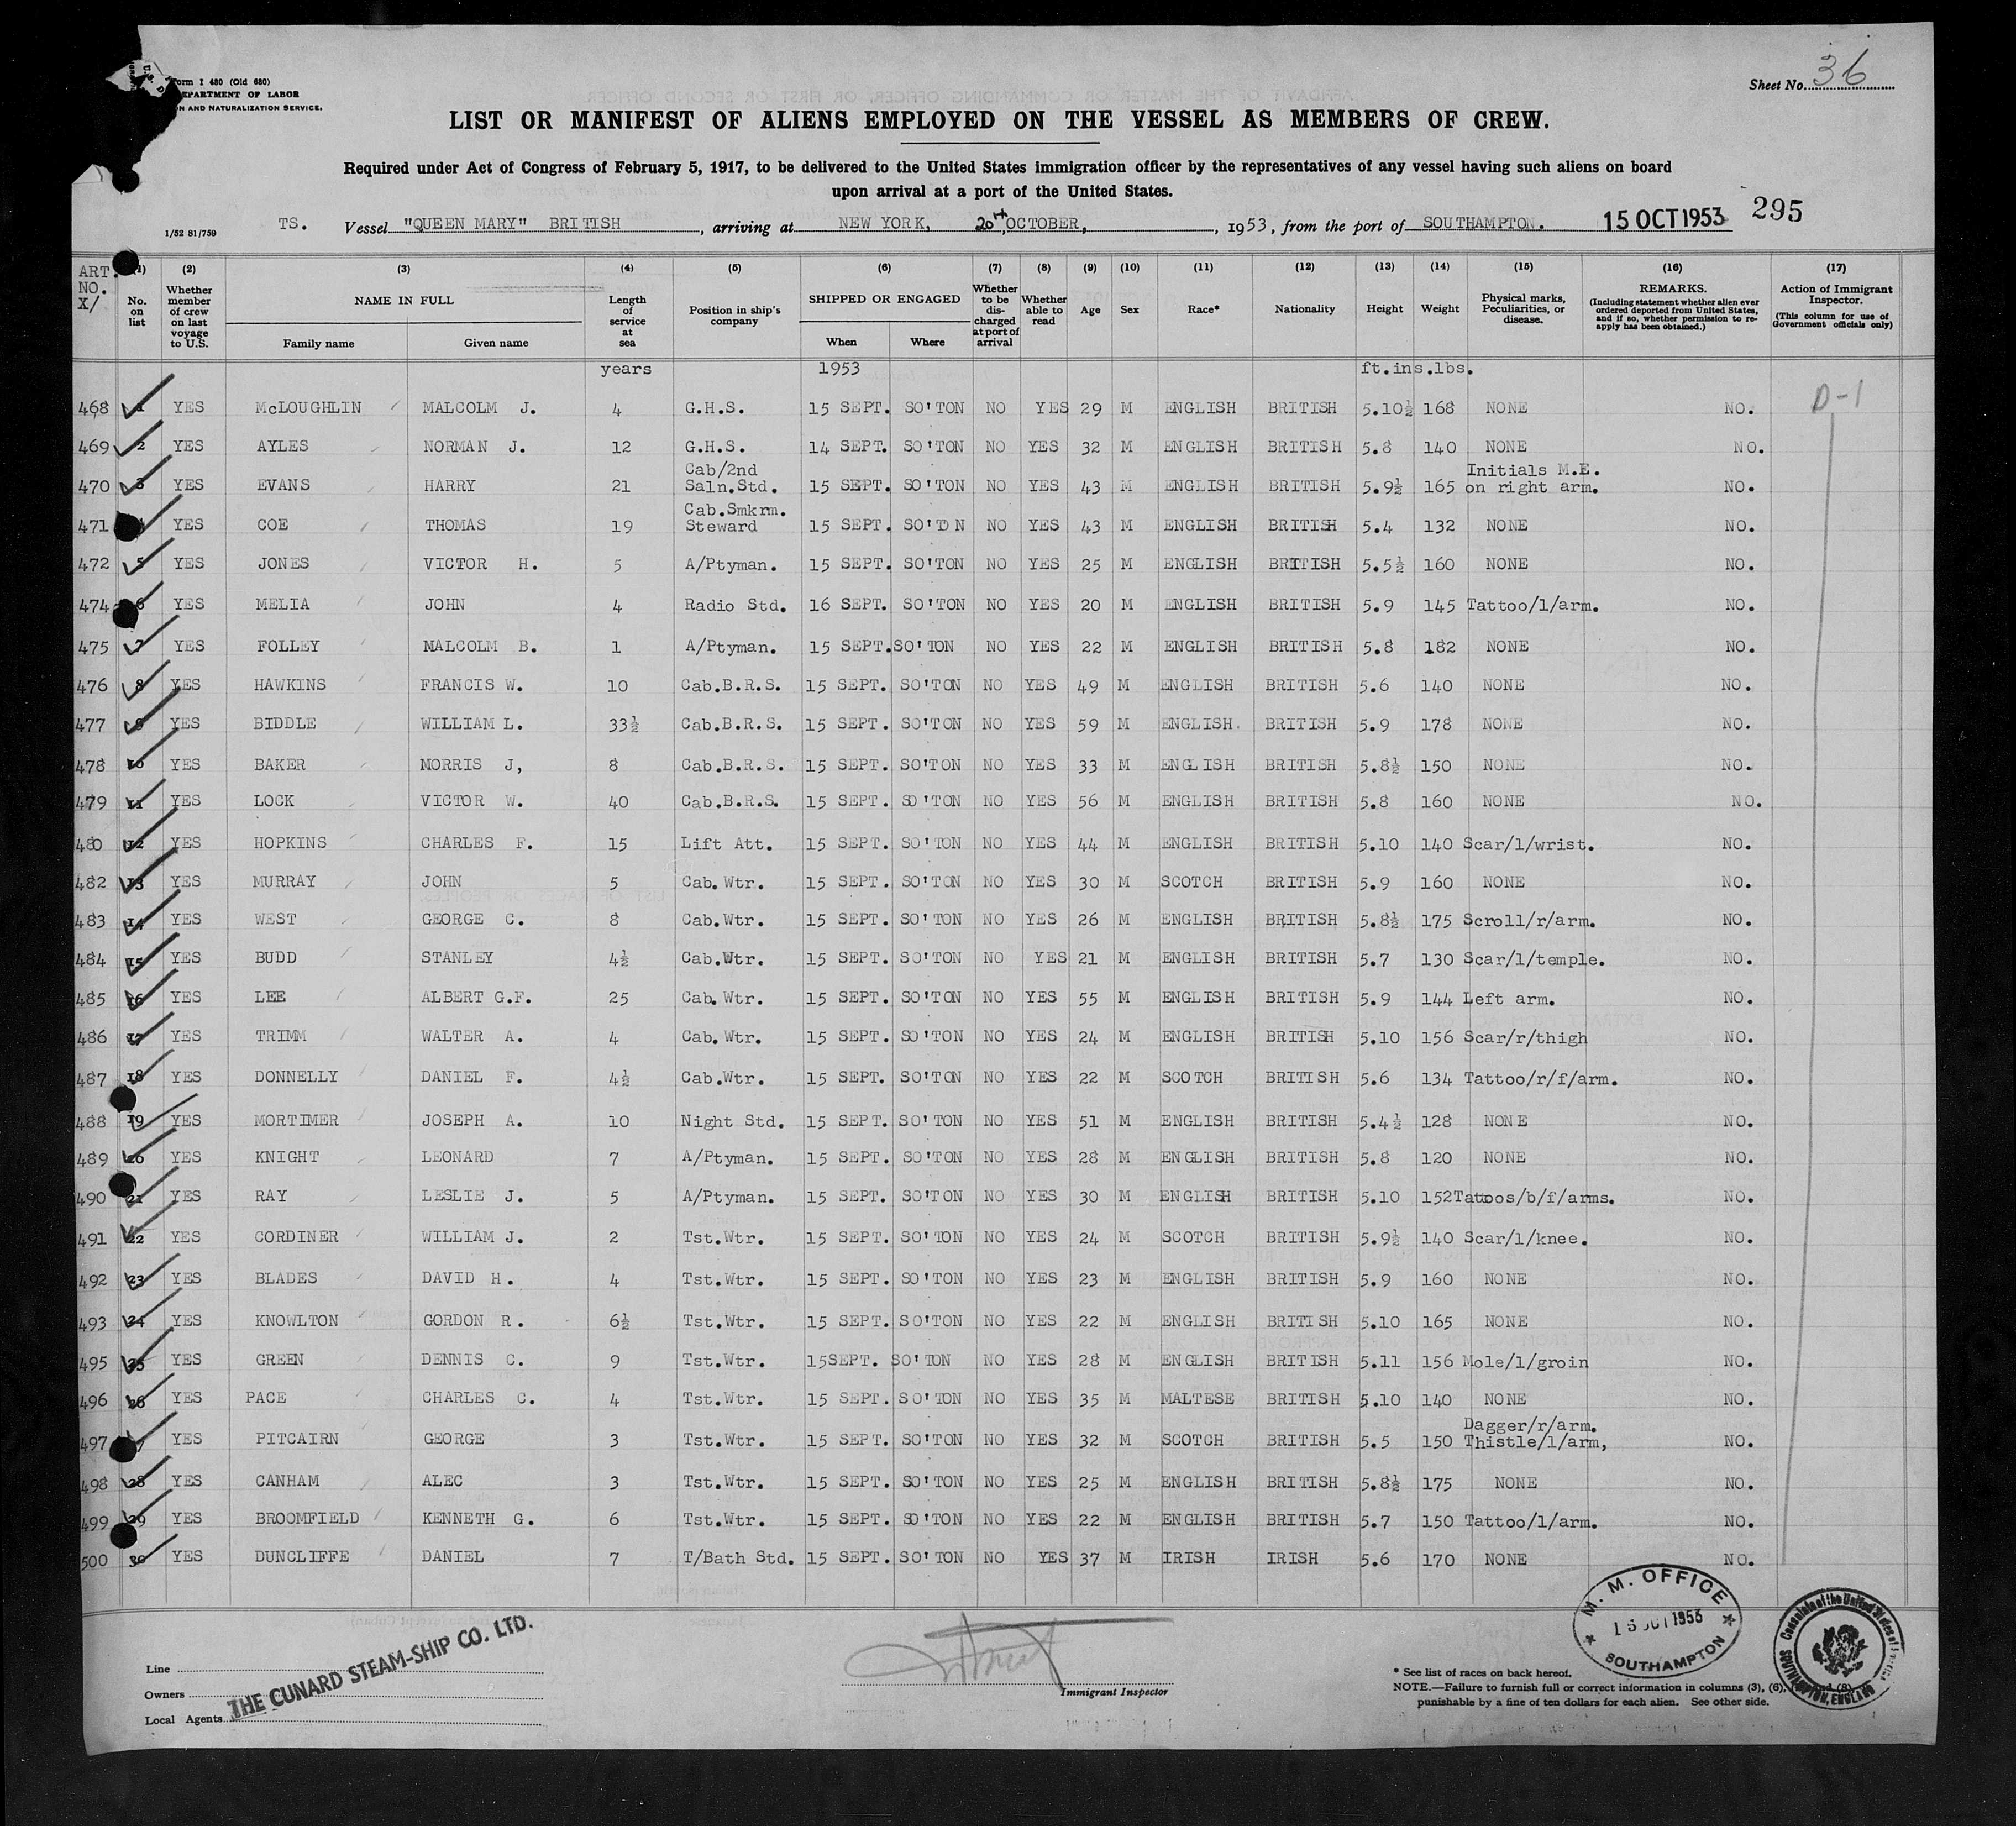 Form I 480 (Old 680)
DEPARTMENT OF LABOR
ON AND NATURALIZATION SERVICE.
Sheet No. 36
LIST OR MANIFEST OF ALIENS EMPLOYED ON THE VESSEL AS MEMBERS OF CREW.
Required under Act of Congress of February 5, 1917, to be delivered to the United States immigration officer by the representatives of any vessel having such aliens on board
upon arrival at a port of the United States.
1/52 81/759 TS. Vessel "QUEEN MARY" BRITISH, arriving at NEW YORK, 20th OCTOBER, 1953, from the port of SOUTHAMPTON. 15 OCT 1953 295
ART. NO. X/ (1) No. on list (2) Whether member of crew on last voyage to U.S. (3) NAME IN FULL Family name Given name (4) Length of service at sea (5) Position in ship's company (6) SHIPPED OR ENGAGED When Where (7) Whether to be discharged at port of arrival (8) Whether able to read (9) Age (10) Sex (11) Race* (12) Nationality (13) Height (14) Weight (15) Physical marks, Peculiarities, or disease. (16) REMARKS. (Including statement whether alien ever ordered deported from United States, and if so, whether permission to re-apply has been obtained.) (17) Action of Immigrant Inspector. (This column for use of Government officials only)
years 1953 ft.ins.lbs.
468 1 YES McLOUGHLIN MALCOLM J. 4 G.H.S. 15 SEPT. SO'TON NO YES 29 M ENGLISH BRITISH 5.10½ 168 NONE NO. D-1
469 2 YES AYLES NORMAN J. 12 G.H.S. 14 SEPT. SO'TON NO YES 32 M ENGLISH BRITISH 5.8 140 NONE NO.
470 3 YES EVANS HARRY 21 Cab/2nd Saln.Std. 15 SEPT. SO'TON NO YES 43 M ENGLISH BRITISH 5.9½ 165 Initials M.E. on right arm. NO.
471 YES COE THOMAS 19 Cab.Smkrm. Steward 15 SEPT. SO'D N NO YES 43 M ENGLISH BRITISH 5.4 132 NONE NO.
472 5 YES JONES VICTOR H. 5 A/Ptyman. 15 SEPT. SO'TON NO YES 25 M ENGLISH BRITISH 5.5½ 160 NONE NO.
474 6 YES MELIA JOHN 4 Radio Std. 16 SEPT. SO'TON NO YES 20 M ENGLISH BRITISH 5.9 145 Tattoo/l/arm. NO.
475 7 YES FOLLEY MALCOLM B. 1 A/Ptyman. 15 SEPT. SO'TON NO YES 22 M ENGLISH BRITISH 5.8 182 NONE NO.
476 8 YES HAWKINS FRANCIS W. 10 Cab.B.R.S. 15 SEPT. SO'TON NO YES 49 M ENGLISH BRITISH 5.6 140 NONE NO.
477 9 YES BIDDLE WILLIAM L. 33½ Cab.B.R.S. 15 SEPT. SO'TON NO YES 59 M ENGLISH. BRITISH 5.9 178 NONE NO.
478 10 YES BAKER MORRIS J, 8 Cab.B.R.S. 15 SEPT. SO'TON NO YES 33 M ENGLISH BRITISH 5.8½ 150 NONE NO.
479 11 YES LOCK VICTOR W. 40 Cab.B.R.S. 15 SEPT. SO'TON NO YES 56 M ENGLISH BRITISH 5.8 160 NONE NO.
480 12 YES HOPKINS CHARLES F. 15 Lift Att. 15 SEPT. SO'TON NO YES 44 M ENGLISH BRITISH 5.10 140 Scar/l/wrist. NO.
482 13 YES MURRAY JOHN 5 Cab.Wtr. 15 SEPT. SO'TON NO YES 30 M SCOTCH BRITISH 5.9 160 NONE NO.
483 14 YES WEST GEORGE C. 8 Cab.Wtr. 15 SEPT. SO'TON NO YES 26 M ENGLISH BRITISH 5.8½ 175 Scroll/r/arm. NO.
484 15 YES BUDD STANLEY 4½ Cab.Wtr. 15 SEPT. SO'TON NO YES 21 M ENGLISH BRITISH 5.7 130 Scar/l/temple. NO.
485 16 YES LEE ALBERT G.F. 25 Cab.Wtr. 15 SEPT. SO'TON NO YES 55 M ENGLISH BRITISH 5.9 144 Left arm. NO.
486 17 YES TRIMM WALTER A. 4 Cab.Wtr. 15 SEPT. SO'TON NO YES 24 M ENGLISH BRITISH 5.10 156 Scar/r/thigh NO.
487 18 YES DONNELLY DANIEL F. 4½ Cab.Wtr. 15 SEPT. SO'TON NO YES 22 M SCOTCH BRITISH 5.6 134 Tattoo/r/f/arm. NO.
488 19 YES MORTIMER JOSEPH A. 10 Night Std. 15 SEPT. SO'TON NO YES 51 M ENGLISH BRITISH 5.4½ 128 NONE NO.
489 20 YES KNIGHT LEONARD 7 A/Ptyman. 15 SEPT. SO'TON NO YES 28 M ENGLISH BRITISH 5.8 120 NONE NO.
490 21 YES RAY LESLIE J. 5 A/Ptyman. 15 SEPT. SO'TON NO YES 30 M ENGLISH BRITISH 5.10 152 Tattoos/b/f/arms. NO.
491 22 YES CORDINER WILLIAM J. 2 Tst.Wtr. 15 SEPT. SO'TON NO YES 24 M SCOTCH BRITISH 5.9½ 140 Scar/l/knee. NO.
492 23 YES BLADES DAVID H. 4 Tst.Wtr. 15 SEPT. SO'TON NO YES 23 M ENGLISH BRITISH 5.9 160 NONE NO.
493 24 YES KNOWLTON GORDON R. 6½ Tst.Wtr. 15 SEPT. SO'TON NO YES 22 M ENGLISH BRITISH 5.10 165 NONE NO.
495 25 YES GREEN DENNIS C. 9 Tst.Wtr. 15SEPT. SO'TON NO YES 28 M ENGLISH BRITISH 5.11 156 Mole/l/groin NO.
496 26 YES PACE CHARLES C. 4 Tst.Wtr. 15 SEPT. SO'TON NO YES 35 M MALTESE BRITISH 5.10 140 NONE NO.
497 7 YES PITCAIRN GEORGE 3 Tst.Wtr. 15 SEPT. SO'TON NO YES 32 M SCOTCH BRITISH 5.5 150 Dagger/r/arm. Thistle/l/arm, NO.
498 28 YES CANHAM ALEC 3 Tst.Wtr. 15 SEPT. SO'TON NO YES 25 M ENGLISH BRITISH 5.8½ 175 NONE NO.
499 29 YES BROOMFIELD KENNETH G. 6 Tst.Wtr. 15 SEPT. SO'TON NO YES 22 M ENGLISH BRITISH 5.7 150 Tattoo/l/arm. NO.
500 30 YES DUNCLIFFE DANIEL 7 T/Bath Std. 15 SEPT. SO'TON NO YES 37 M IRISH IRISH 5.6 170 NONE NO.
M. M. OFFICE 15 OCT 1953 SOUTHAMPTON
Consulate of the United States of SOUTHAMPTON, ENGLAND
Line
Owners
Local Agents
THE CUNARD STEAM-SHIP CO. LTD.
Immigrant Inspector
* See list of races on back hereof.
NOTE.—Failure to furnish full or correct information in columns (3), (6), (8)
punishable by a fine of ten dollars for each alien. See other side.